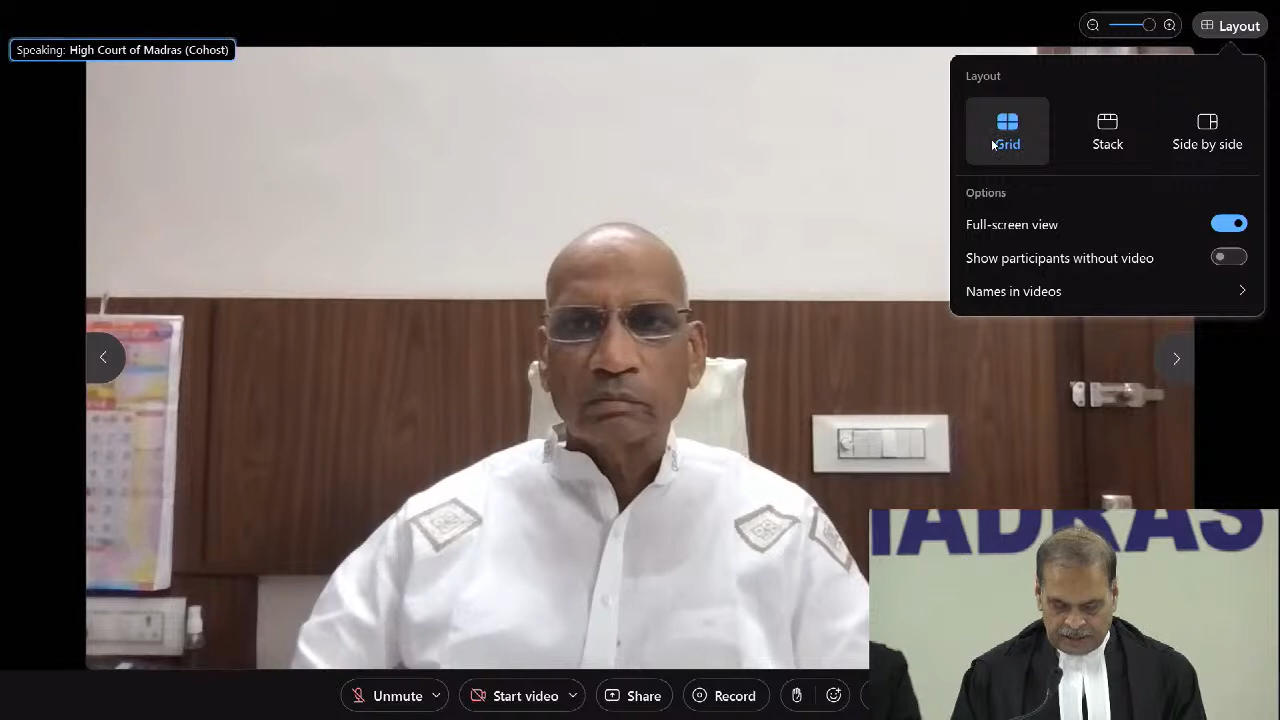 Layout
Speaking: High Court of Madras (Cohost)
Layout
Grid
Stack
Side by side
Options
Full-screen view
Show participants without video
Names in videos
MADRAS
Unmute
Start video
Share
Record